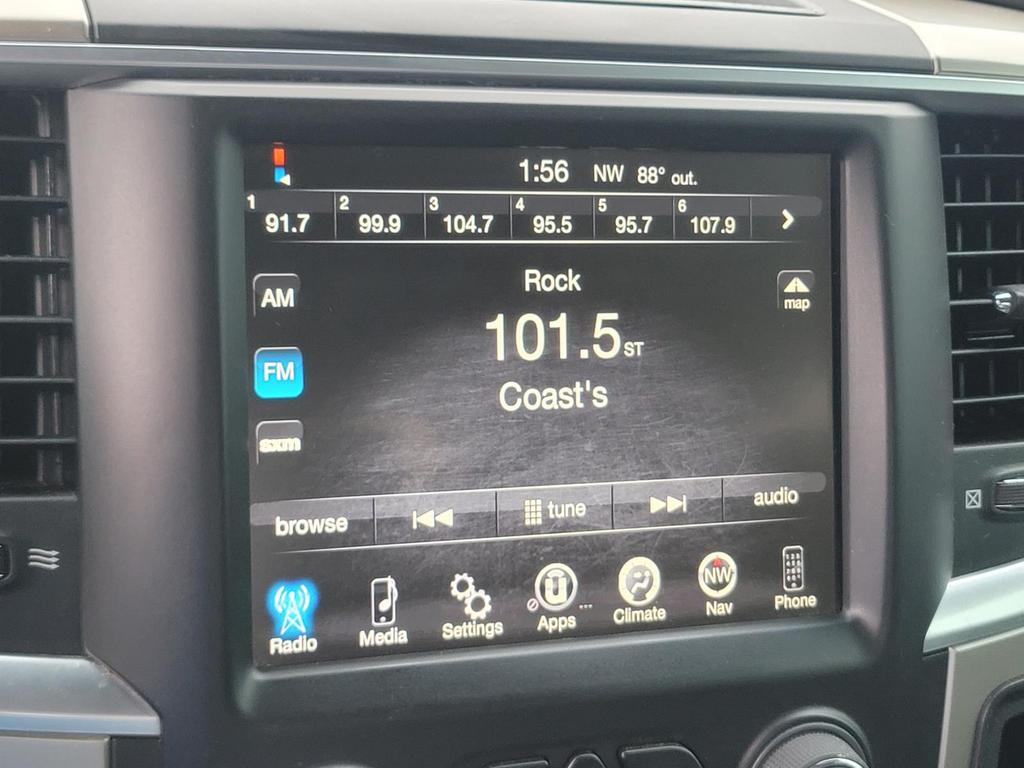 1:56 NW 88° out.
1 91.7 2 99.9 3 104.7 4 95.5 5 95.7 6 107.9
Rock
AM
map
101.5 ST
FM
Coast's
sxm
browse tune audio
Radio Media Settings Apps ... Climate NW Nav Phone